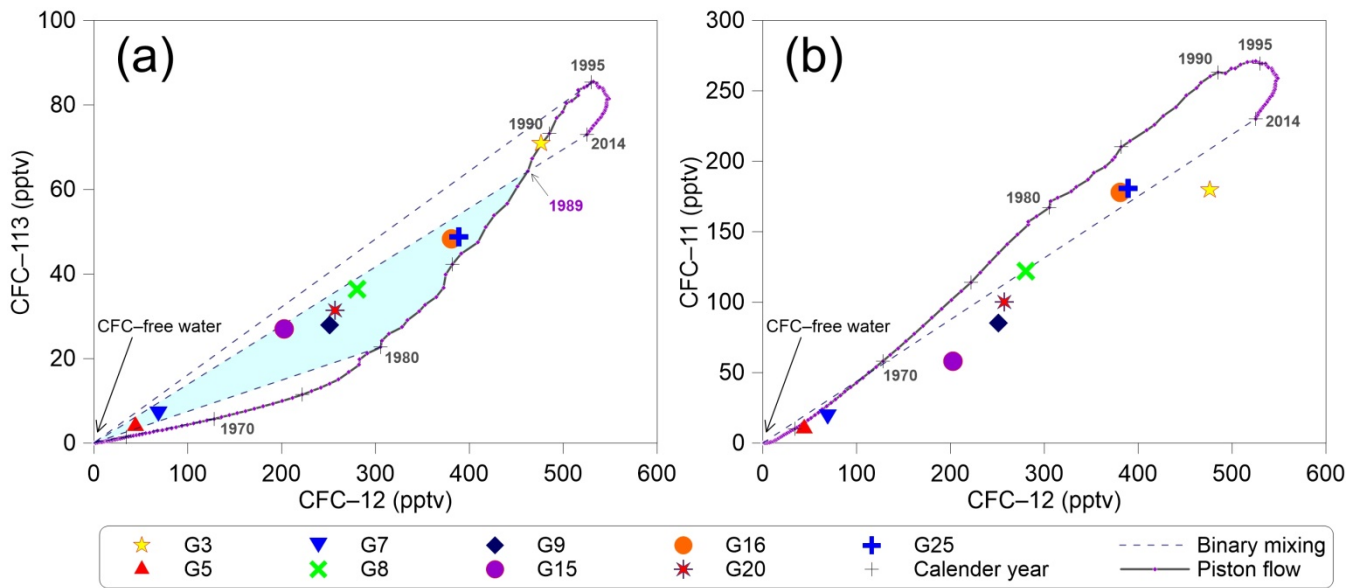 (a)
CFC–113 (pptv)
100
80
60
40
20
0
0 100 200 300 400 500 600
CFC–12 (pptv)
CFC–free water
1970
1980
1989
1990
1995
2014
(b)
CFC–11 (pptv)
300
250
200
150
100
50
0
0 100 200 300 400 500 600
CFC–12 (pptv)
CFC–free water
1970
1980
1990
1995
2014
G3 G7 G9 G16 G25 Binary mixing
G5 G8 G15 G20 Calender year Piston flow